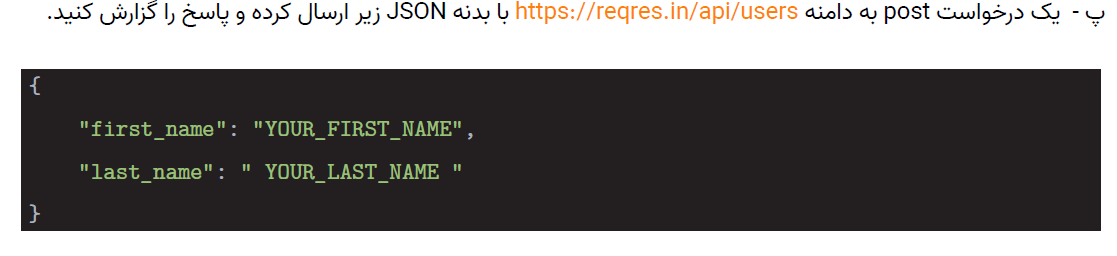 پ - یک درخواست post به دامنه https://reqres.in/api/users با بدنه JSON زیر ارسال کرده و پاسخ را گزارش کنید.
{
"first_name": "YOUR_FIRST_NAME",
"last_name": " YOUR_LAST_NAME "
}